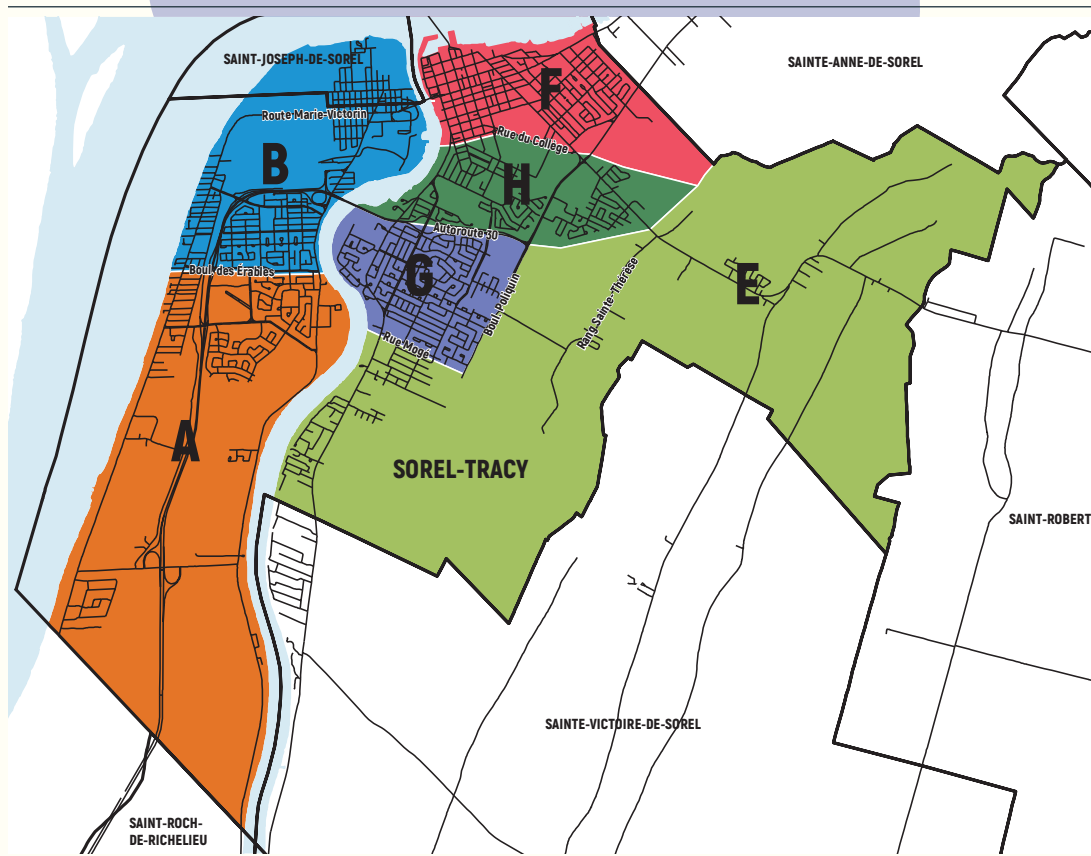 SAINT-JOSEPH-DE-SOREL
SAINTE-ANNE-DE-SOREL
F
Route Marie-Victorin
Rue du Collège
B
H
Autoroute 30
Boul. des Érables
G
E
Boul. Poliquin
Rang Sainte-Thérèse
Rue Mogé
A
SOREL-TRACY
SAINT-ROBERT
SAINTE-VICTOIRE-DE-SOREL
SAINT-ROCH-
DE-RICHELIEU